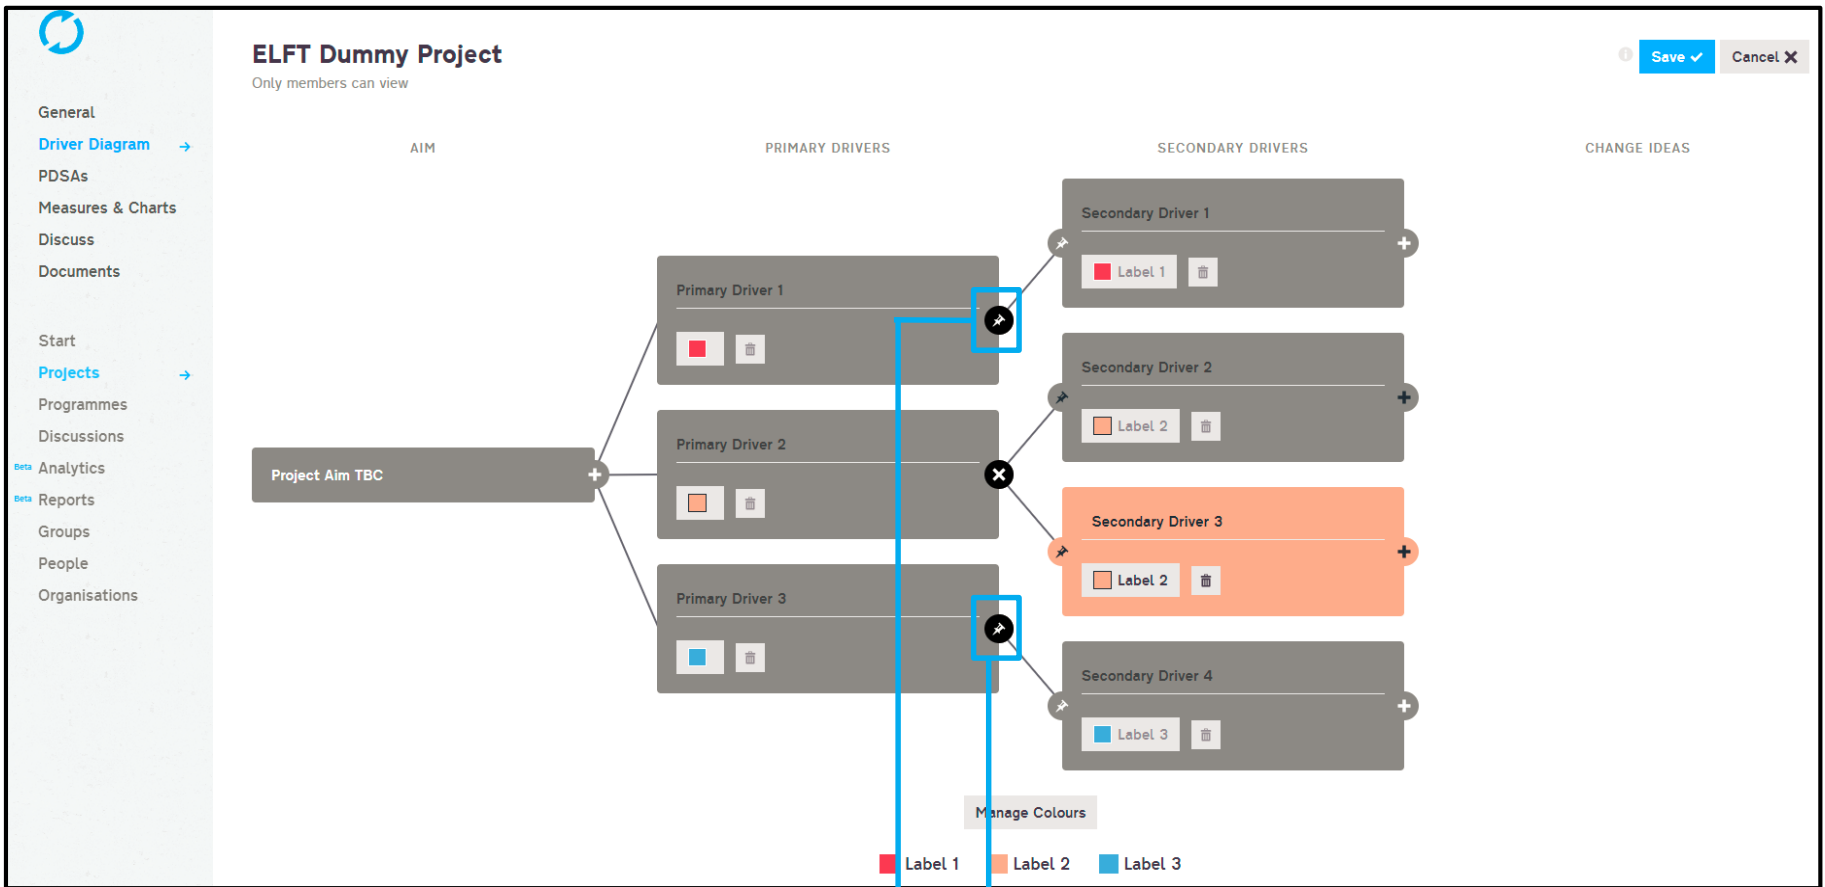 ELFT Dummy Project
Only members can view
Save
Cancel
General
Driver Diagram
PDSAs
Measures & Charts
Discuss
Documents
Start
Projects
Programmes
Discussions
Beta Analytics
Beta Reports
Groups
People
Organisations
AIM
PRIMARY DRIVERS
SECONDARY DRIVERS
CHANGE IDEAS
Project Aim TBC
Primary Driver 1
Primary Driver 2
Primary Driver 3
Secondary Driver 1
Label 1
Secondary Driver 2
Label 2
Secondary Driver 3
Label 2
Secondary Driver 4
Label 3
Manage Colours
Label 1 Label 2 Label 3